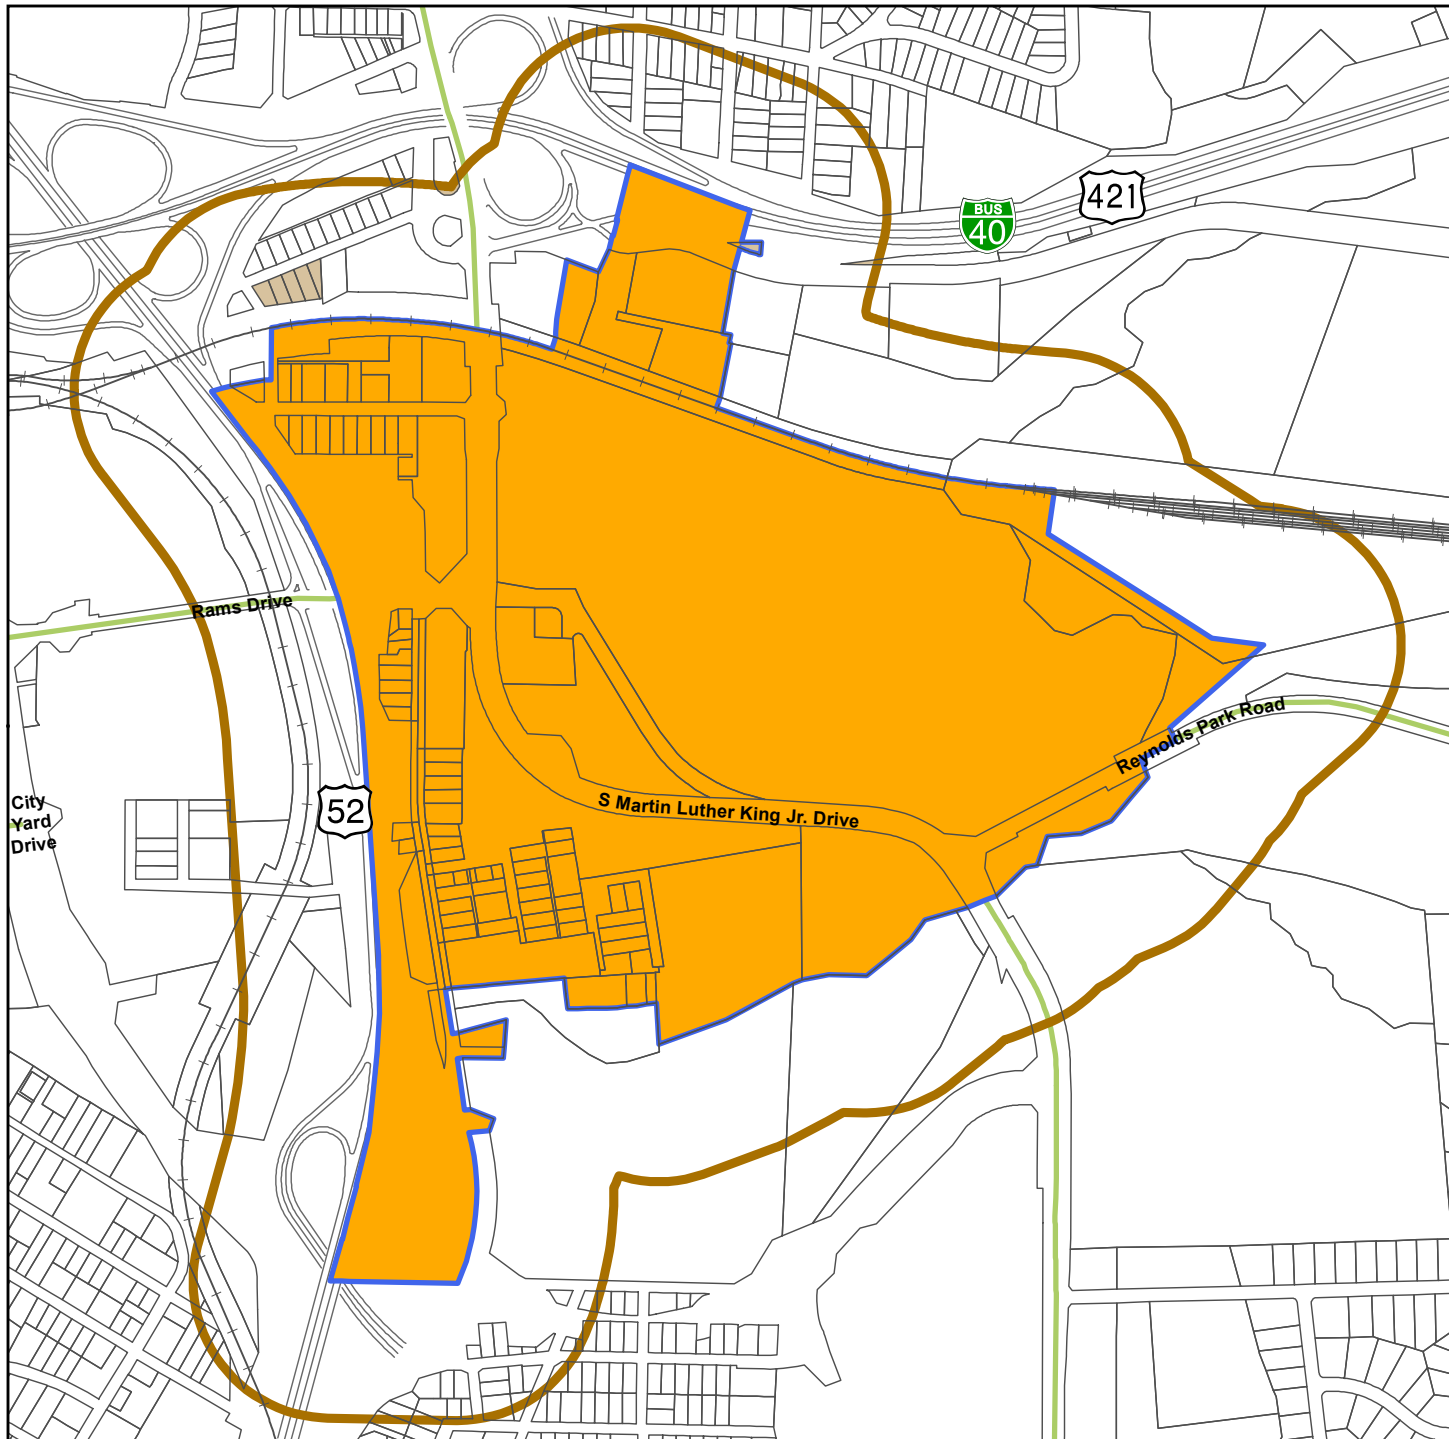 421
BUS
40
Rams Drive
Reynolds Park Road
City
Yard
Drive
52
S Martin Luther King Jr. Drive